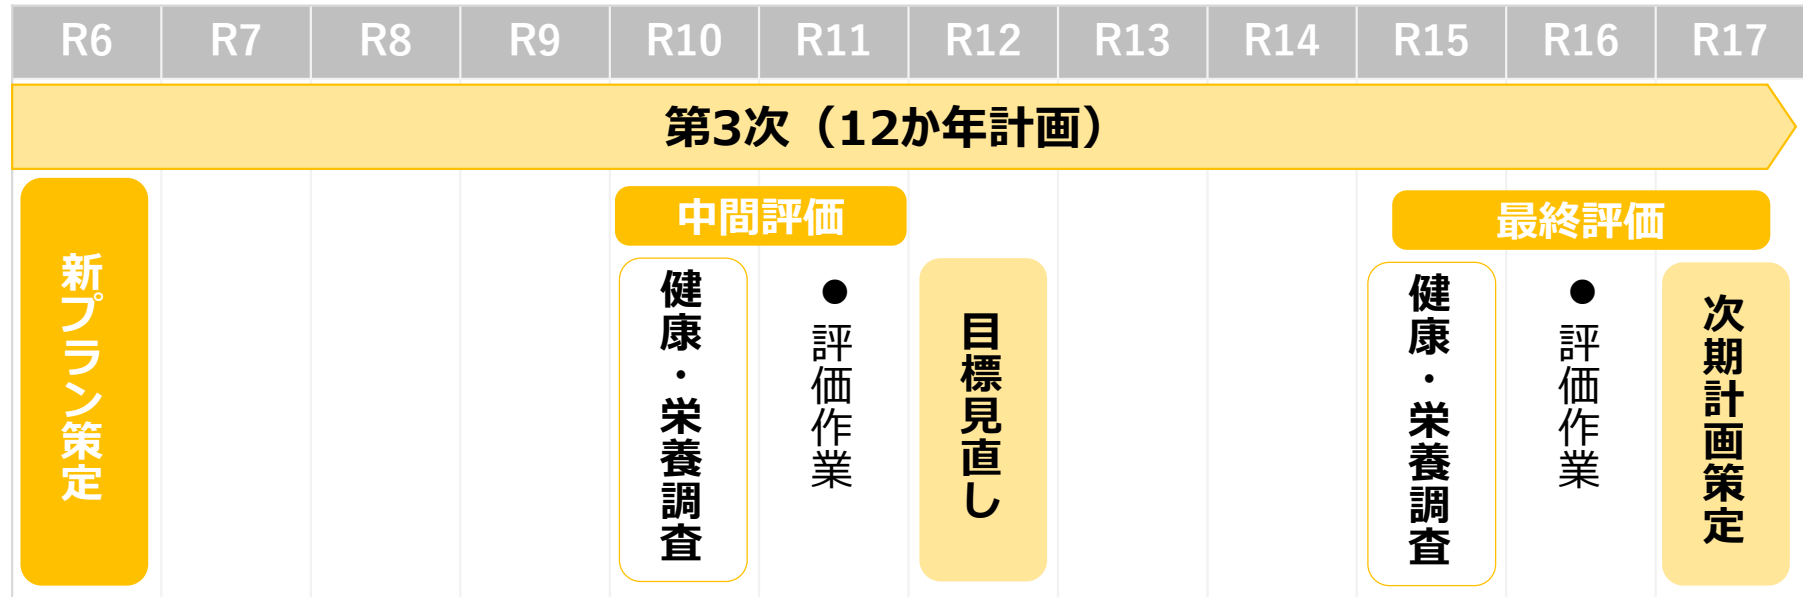 R6 R7 R8 R9 R10 R11 R12 R13 R14 R15 R16 R17
第3次（12か年計画）
新プラン策定
中間評価
健康・栄養調査
●評価作業
目標見直し
最終評価
健康・栄養調査
●評価作業
次期計画策定